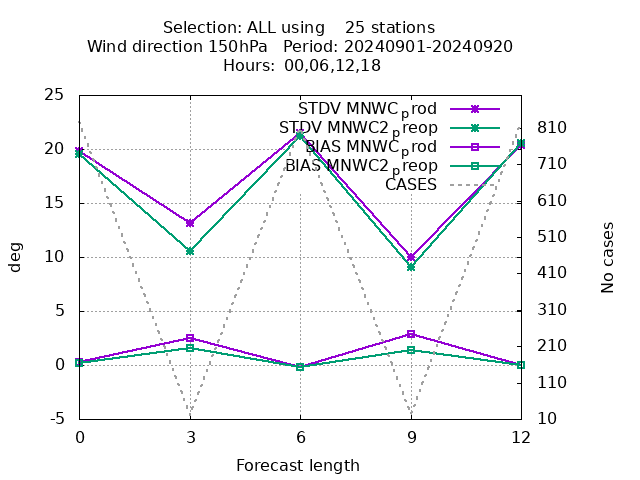 Selection: ALL using    25 stations
Wind direction 150hPa   Period: 20240901-20240920
Hours:  00,06,12,18
STDV MNWC_prod
STDV MNWC2_preop
BIAS MNWC_prod
BIAS MNWC2_preop
CASES
25
20
15
10
5
0
-5
deg
810
710
610
510
410
310
210
110
10
No cases
0 3 6 9 12
Forecast length